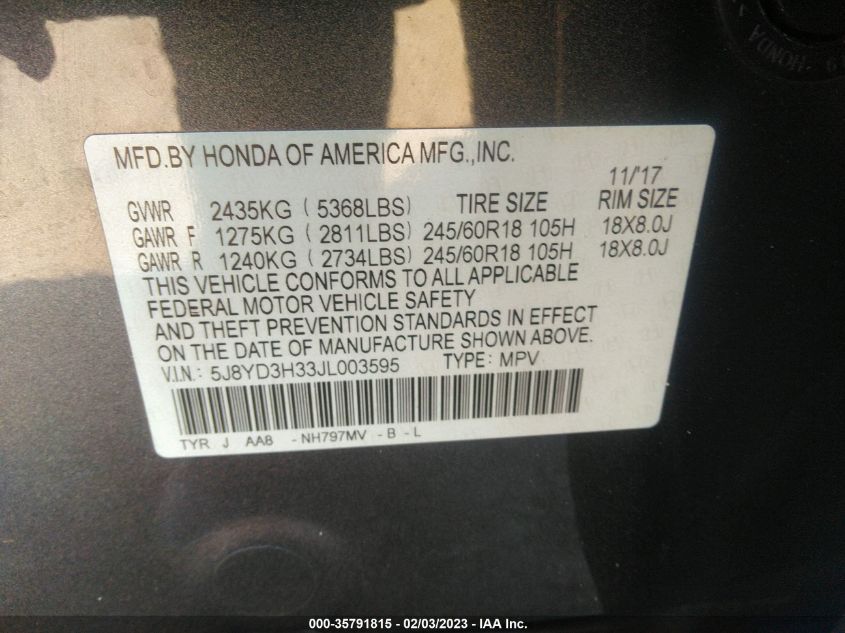 9 -HONDA
MFD.BY HONDA OF AMERICA MFG.,INC.
11/'17
GVWR 2435KG ( 5368LBS) TIRE SIZE RIM SIZE
GAWR F 1275KG ( 2811LBS) 245/60R18 105H 18X8.0J
GAWR R 1240KG ( 2734LBS) 245/60R18 105H 18X8.0J
THIS VEHICLE CONFORMS TO ALL APPLICABLE
FEDERAL MOTOR VEHICLE SAFETY
AND THEFT PREVENTION STANDARDS IN EFFECT
ON THE DATE OF MANUFACTURE SHOWN ABOVE.
V.I.N.: 5J8YD3H33JL003595 TYPE: MPV
TYR J AA8 -NH797MV -B -L
000-35791815 - 02/03/2023 - IAA Inc.